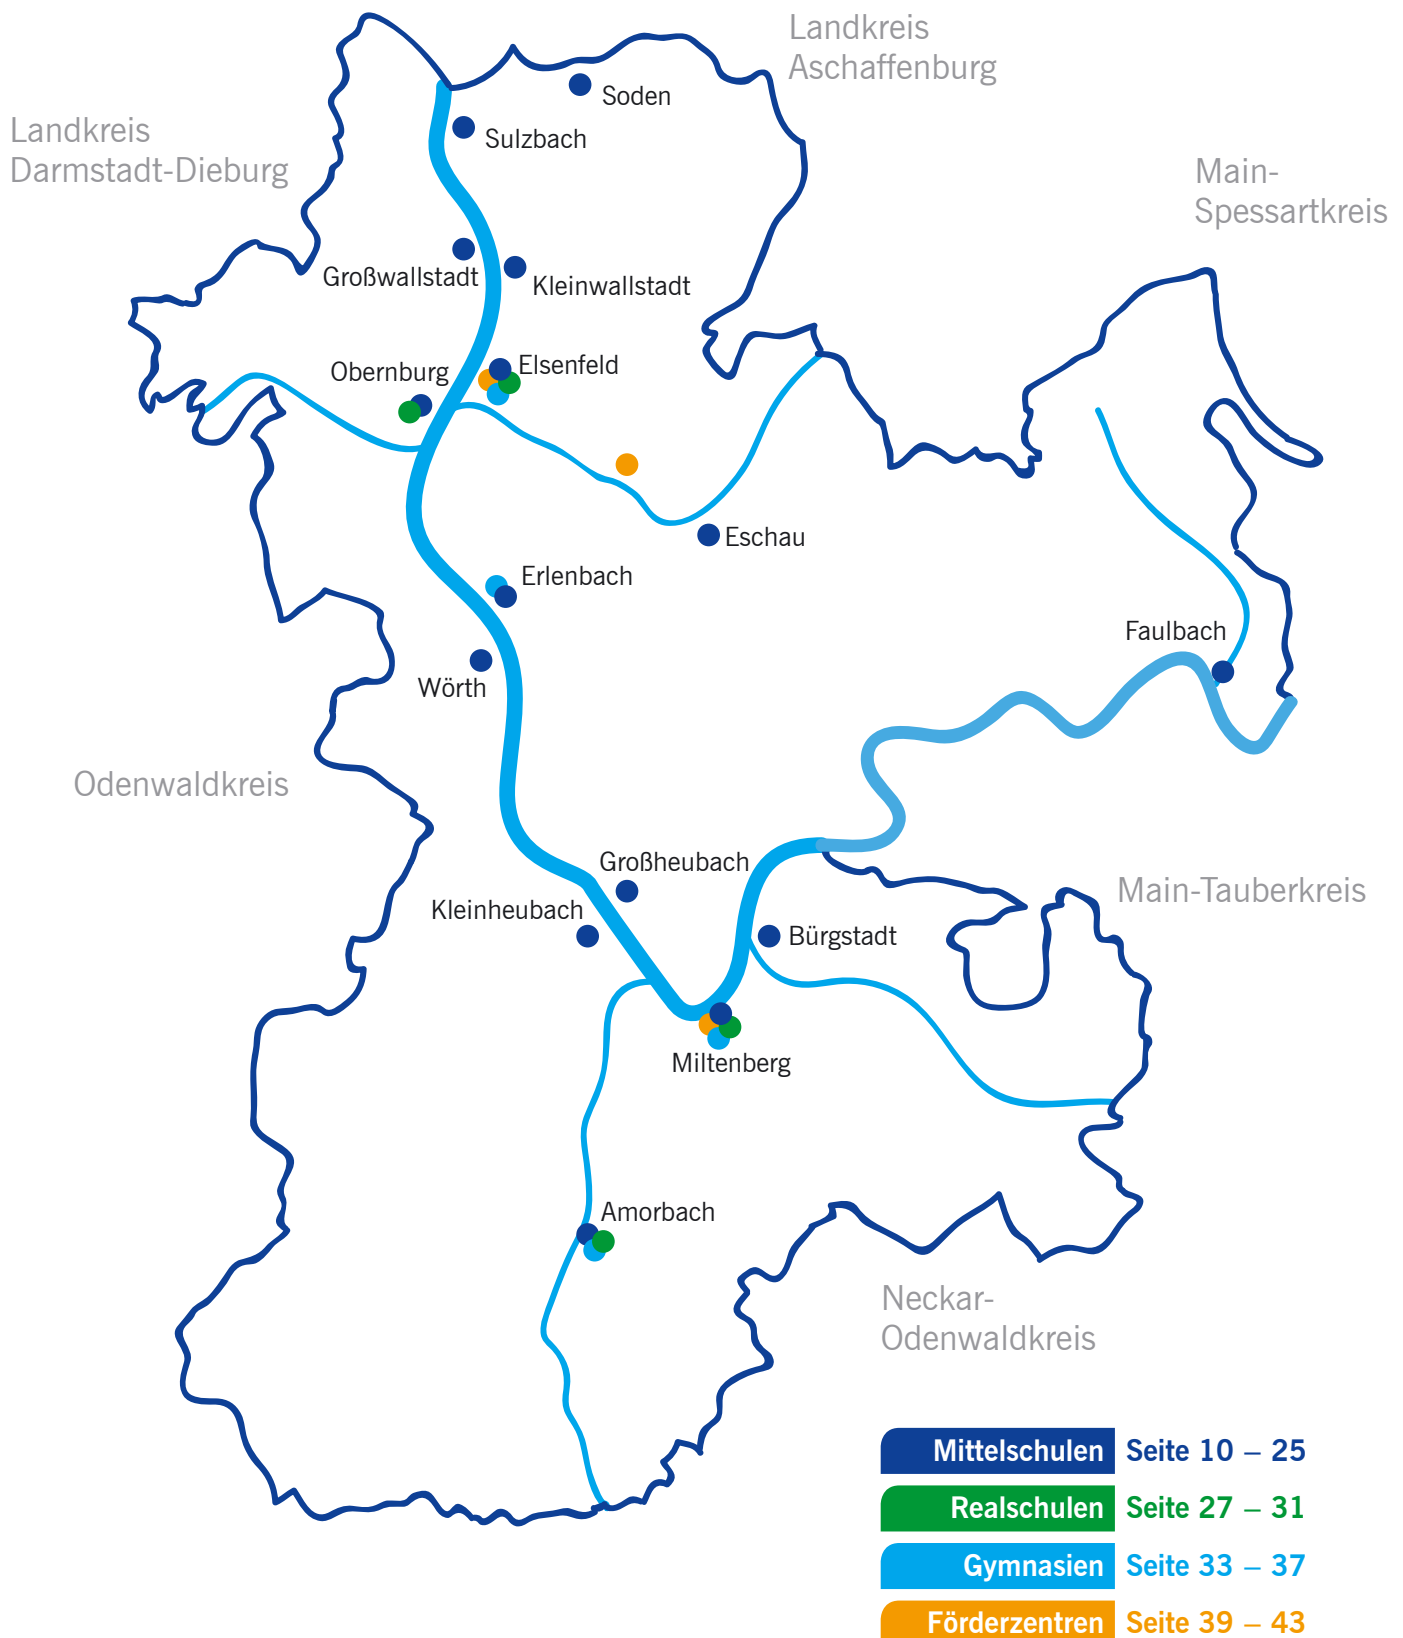 Landkreis
Aschaffenburg
Soden
Landkreis
Darmstadt-Dieburg
Sulzbach
Main-
Spessartkreis
Großwallstadt
Kleinwallstadt
Obernburg
Elsenfeld
Eschau
Erlenbach
Faulbach
Wörth
Odenwaldkreis
Großheubach
Main-Tauberkreis
Kleinheubach
Bürgstadt
Miltenberg
Amorbach
Neckar-
Odenwaldkreis
Mittelschulen Seite 10 – 25
Realschulen Seite 27 – 31
Gymnasien Seite 33 – 37
Förderzentren Seite 39 – 43